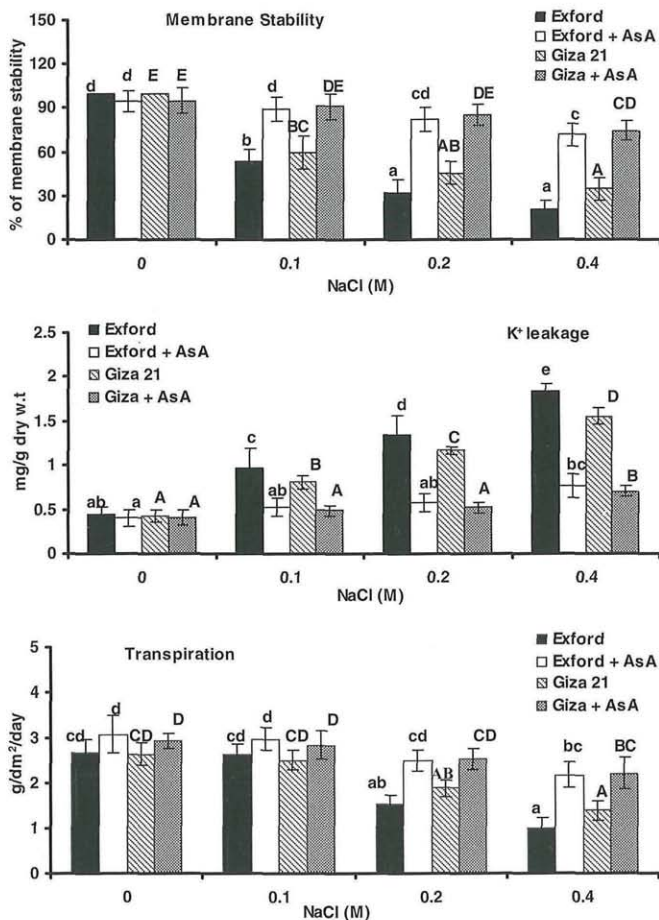 Membrane Stability
% of membrane stability
150
120
90
60
30
0
Exford
Exford + AsA
Giza 21
Giza + AsA
d d E E
b d BC DE
a cd AB DE
a c A CD
0 0.1 0.2 0.4
NaCl (M)
K+ leakage
mg/g dry w.t
2.5
2
1.5
1
0.5
0
Exford
Exford + AsA
Giza 21
Giza + AsA
ab a A A
c ab B A
d ab C A
e bc D B
0 0.1 0.2 0.4
NaCl (M)
Transpiration
g/dm²/day
5
4
3
2
1
0
Exford
Exford + AsA
Giza 21
Giza + AsA
cd d CD D
cd d CD D
ab cd AB CD
a bc A BC
0 0.1 0.2 0.4
NaCl (M)